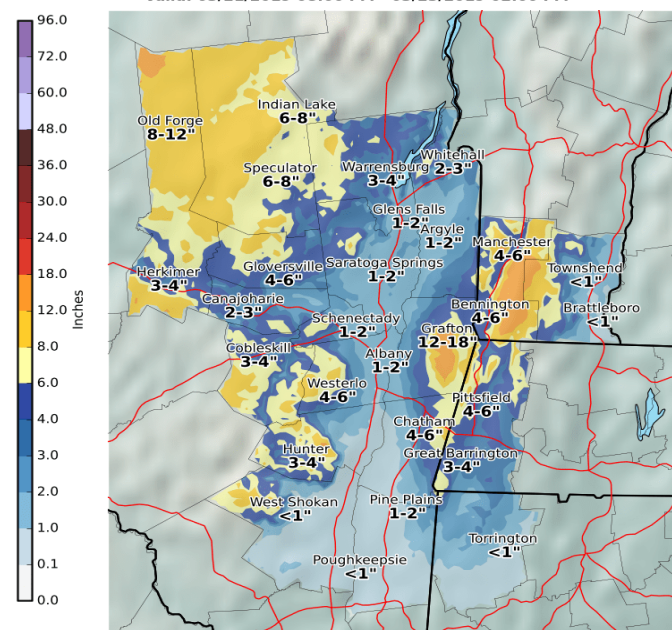 96.0
72.0
60.0
48.0
36.0
30.0
24.0
18.0
12.0
8.0
6.0
4.0
3.0
2.0
1.0
0.1
0.0
Inches
Indian Lake
6-8"
Old Forge
8-12"
Whitehall
2-3"
Speculator
6-8"
Warrensburg
3-4"
Glens Falls
1-2"
Argyle
1-2"
Manchester
4-6"
Herkimer
3-4"
Gloversville
4-6"
Saratoga Springs
1-2"
Townshend
<1"
Canajoharie
2-3"
Bennington
4-6"
Brattleboro
<1"
Schenectady
1-2"
Grafton
12-18"
Cobleskill
3-4"
Albany
1-2"
Westerlo
4-6"
Pittsfield
4-6"
Chatham
4-6"
Hunter
3-4"
Great Barrington
3-4"
West Shokan
<1"
Pine Plains
1-2"
Torrington
<1"
Poughkeepsie
<1"